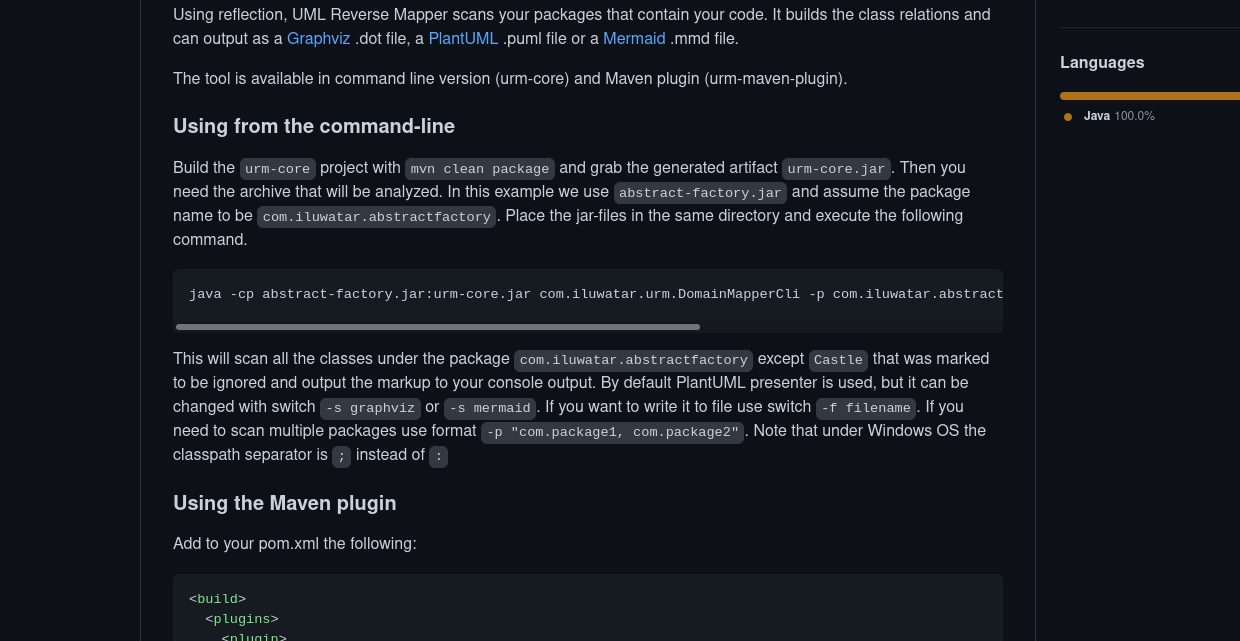 Using reflection, UML Reverse Mapper scans your packages that contain your code. It builds the class relations and
can output as a Graphviz .dot file, a PlantUML .puml file or a Mermaid .mmd file.
The tool is available in command line version (urm-core) and Maven plugin (urm-maven-plugin).
Using from the command-line
Build the urm-core project with mvn clean package and grab the generated artifact urm-core.jar. Then you
need the archive that will be analyzed. In this example we use abstract-factory.jar and assume the package
name to be com.iluwatar.abstractfactory. Place the jar-files in the same directory and execute the following
command.
java -cp abstract-factory.jar:urm-core.jar com.iluwatar.urm.DomainMapperCli -p com.iluwatar.abstract
This will scan all the classes under the package com.iluwatar.abstractfactory except Castle that was marked
to be ignored and output the markup to your console output. By default PlantUML presenter is used, but it can be
changed with switch -s graphviz or -s mermaid. If you want to write it to file use switch -f filename. If you
need to scan multiple packages use format -p "com.package1, com.package2". Note that under Windows OS the
classpath separator is ; instead of :
Using the Maven plugin
Add to your pom.xml the following:
<build>
<plugins>
<plugin>
Languages
Java 100.0%